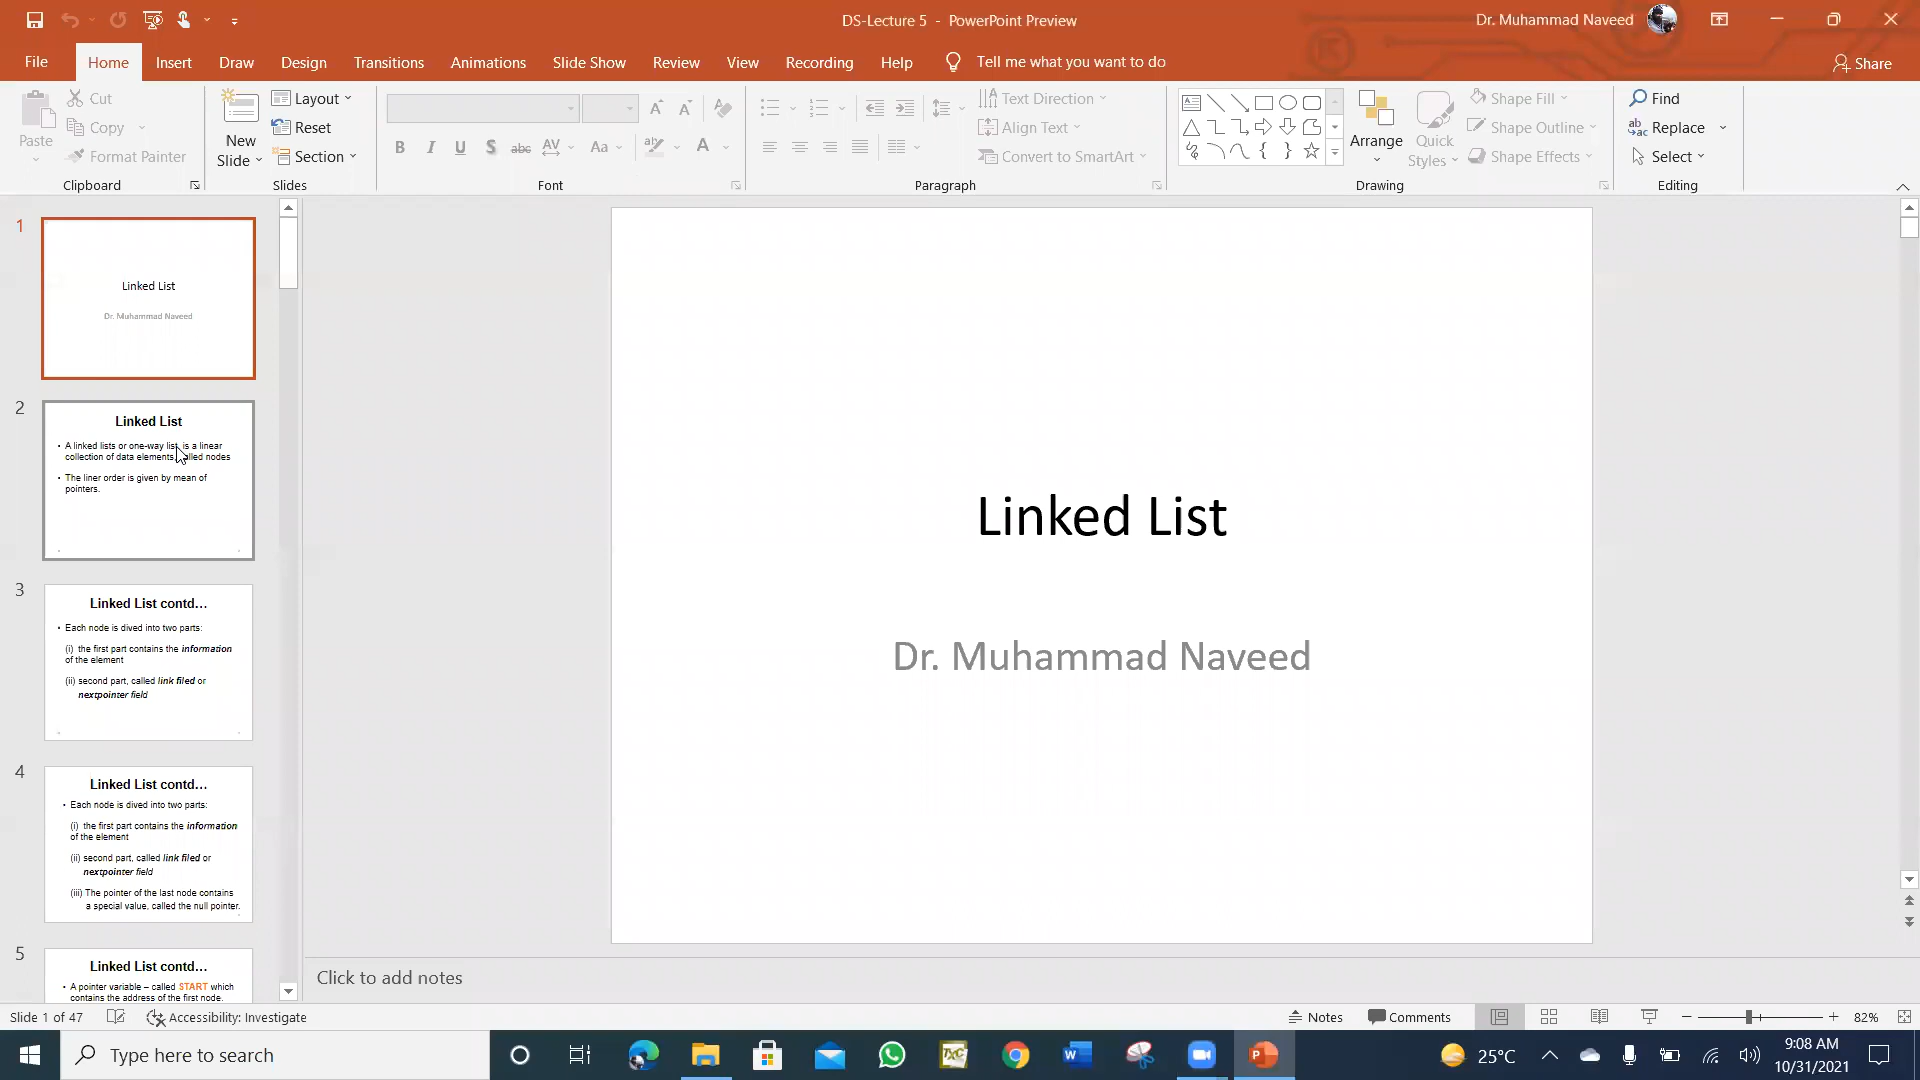 DS-Lecture 5 - PowerPoint Preview
Dr. Muhammad Naveed
File Home Insert Draw Design Transitions Animations Slide Show Review View Recording Help Tell me what you want to do Share
Paste
Cut
Copy
Format Painter
Clipboard
New
Slide
Layout
Reset
Section
Slides
B I U S abc AV Aa A
Font
Text Direction
Align Text
Convert to SmartArt
Paragraph
Arrange
Quick
Styles
Shape Fill
Shape Outline
Shape Effects
Drawing
Find
Replace
Select
Editing
1
Linked List
Dr. Muhammad Naveed
2
Linked List
• A linked lists or one-way list, is a linear
collection of data elements, called nodes
• The liner order is given by mean of
pointers.
3
Linked List contd...
• Each node is dived into two parts:
(i) the first part contains the information
of the element
(ii) second part, called link filed or
nextpointer field
4
Linked List contd...
• Each node is dived into two parts:
(i) the first part contains the information
of the element
(ii) second part, called link filed or
nextpointer field
(iii) The pointer of the last node contains
a special value, called the null pointer.
5
Linked List contd...
• A pointer variable – called START which
contains the address of the first node.
Linked List
Dr. Muhammad Naveed
Click to add notes
Slide 1 of 47 Accessibility: Investigate Notes Comments 82%
Type here to search
25°C
9:08 AM
10/31/2021